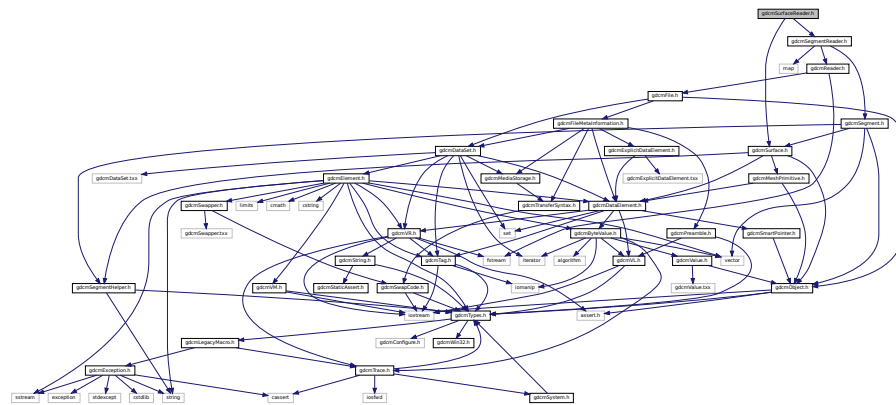 gdcmSurfaceReader.h
gdcmSegmentReader.h
map
gdcmReader.h
gdcmFile.h
gdcmFileMetaInformation.h
gdcmSegment.h
gdcmDataSet.h
gdcmExplicitDataElement.h
gdcmSurface.h
gdcmDataSet.txx
gdcmElement.h
gdcmMediaStorage.h
gdcmExplicitDataElement.txx
gdcmMeshPrimitive.h
gdcmSwapper.h
limits
cmath
cstring
gdcmTransferSyntax.h
gdcmDataElement.h
gdcmSwapper.txx
gdcmVR.h
set
gdcmByteValue.h
gdcmPreamble.h
gdcmSmartPointer.h
gdcmString.h
gdcmTag.h
fstream
iterator
algorithm
gdcmVL.h
gdcmValue.h
vector
gdcmSegmentHelper.h
gdcmVM.h
gdcmStaticAssert.h
gdcmSwapCode.h
iomanip
gdcmValue.txx
gdcmObject.h
iostream
gdcmTypes.h
assert.h
gdcmLegacyMacro.h
gdcmConfigure.h
gdcmWin32.h
gdcmException.h
gdcmTrace.h
sstream
exception
stdexcept
cstdlib
string
cassert
iosfwd
gdcmSystem.h